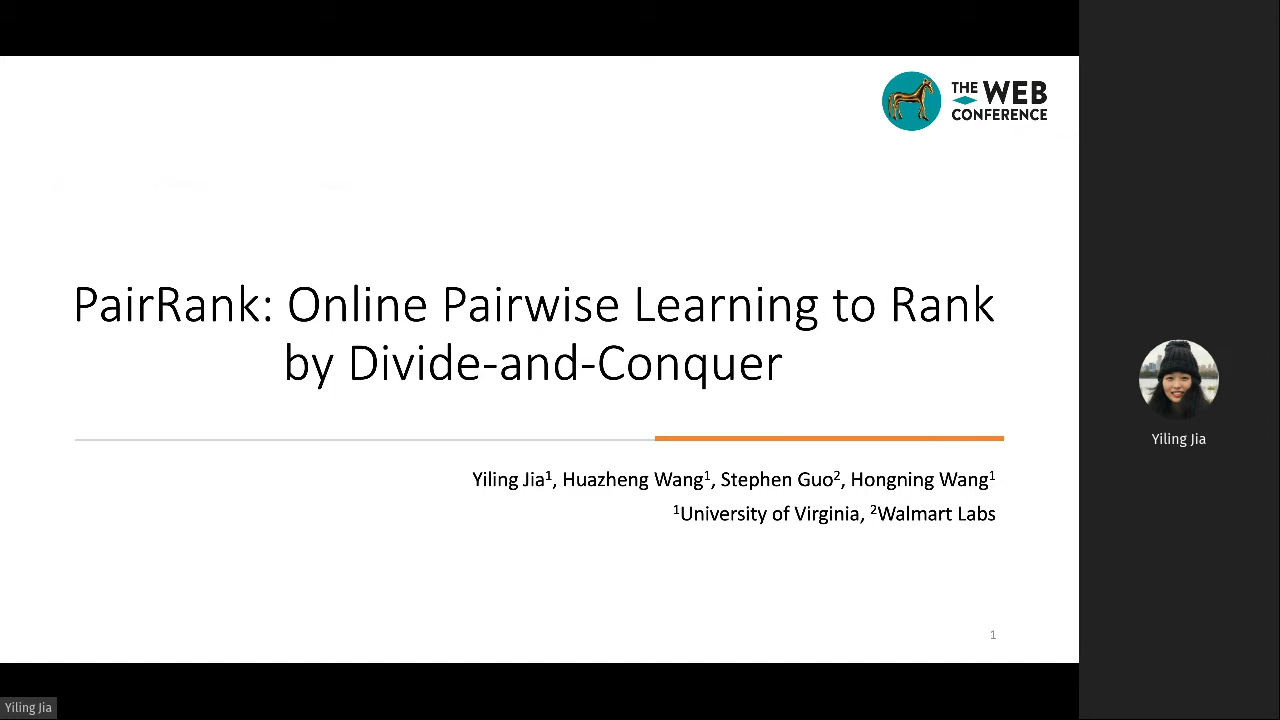 THE WEB
CONFERENCE
PairRank: Online Pairwise Learning to Rank
by Divide-and-Conquer
Yiling Jia¹, Huazheng Wang¹, Stephen Guo², Hongning Wang¹
¹University of Virginia, ²Walmart Labs
1
Yiling Jia
Yiling Jia